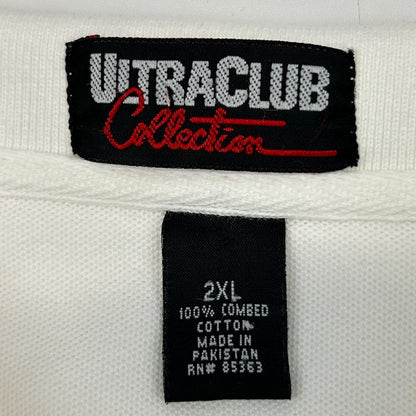 ULTRACLUB
Collection
2XL
100% COMBED
COTTON
MADE IN
PAKISTAN
RN# 85363